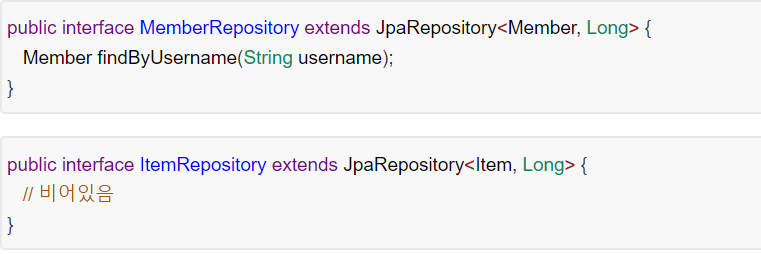 public interface MemberRepository extends JpaRepository<Member, Long> {
Member findByUsername(String username);
}
public interface ItemRepository extends JpaRepository<Item, Long> {
// 비어있음
}